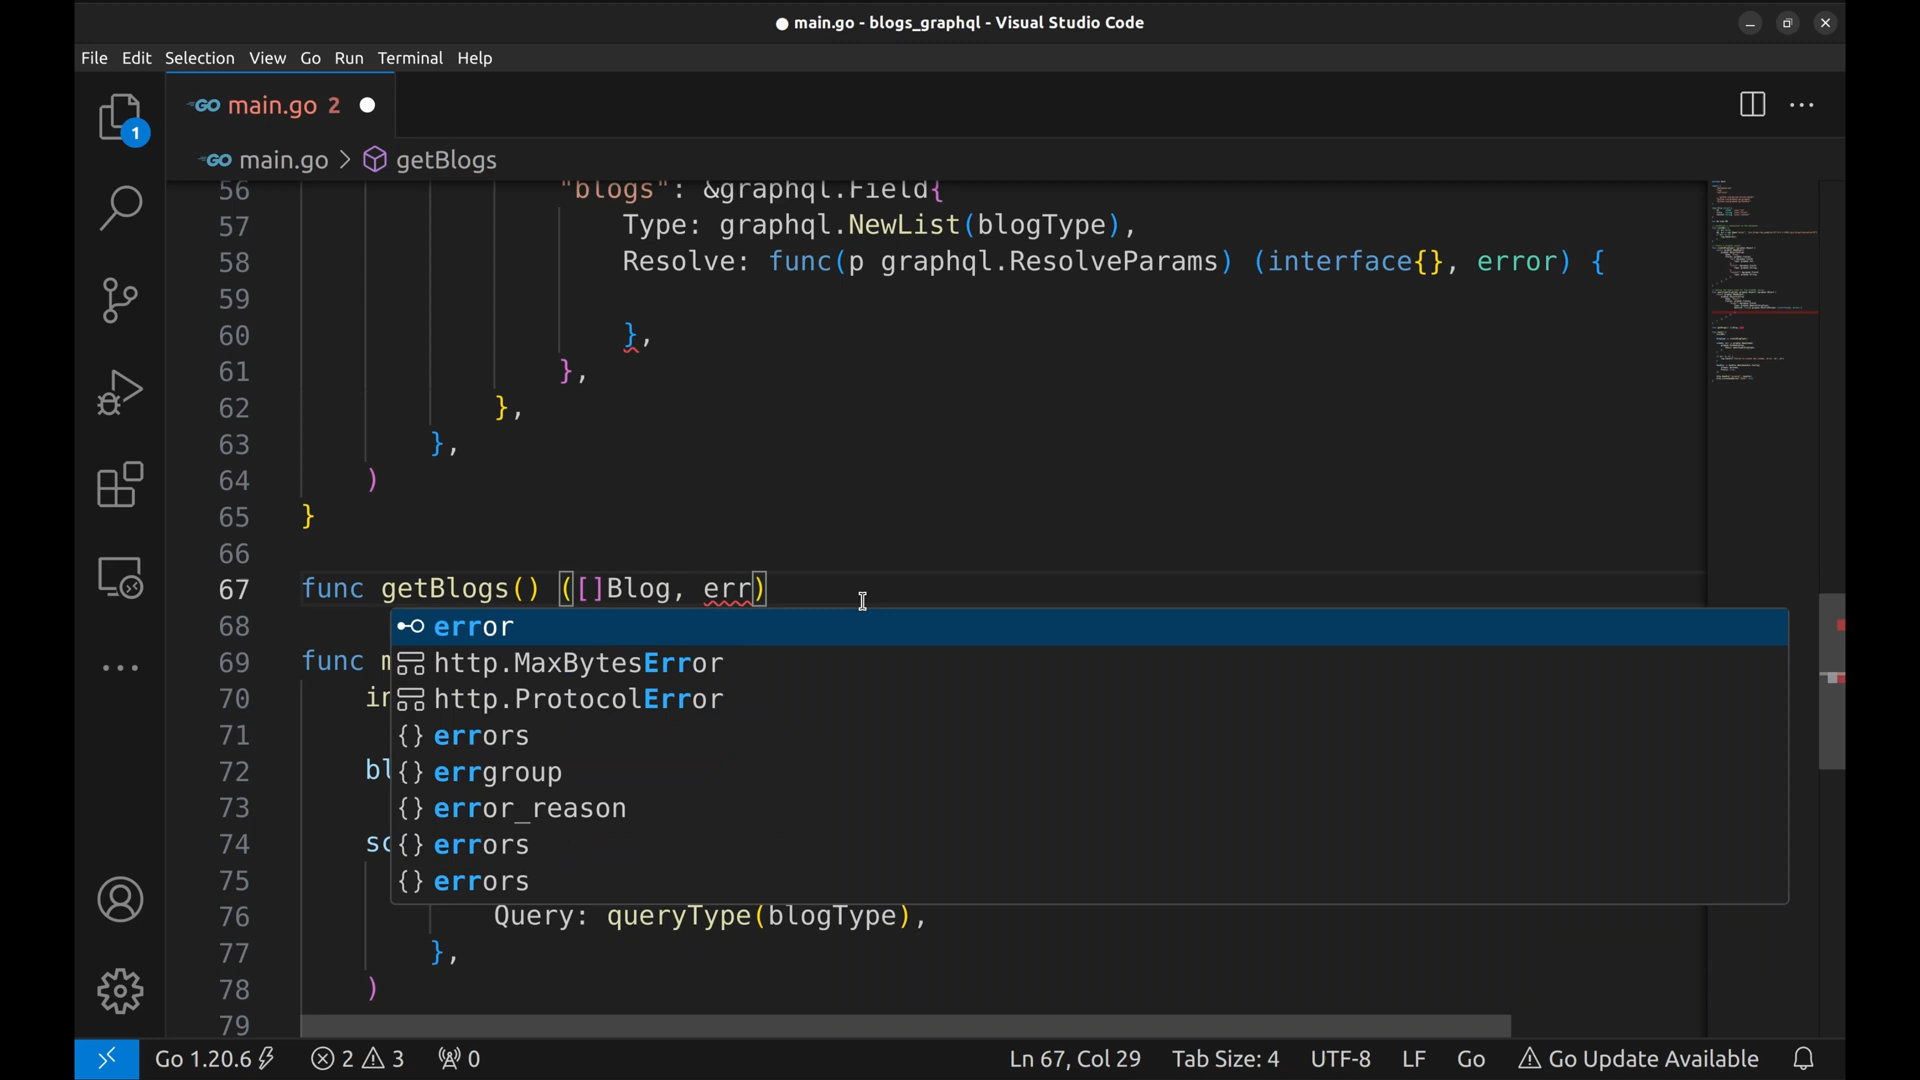 main.go - blogs_graphql - Visual Studio Code
File Edit Selection View Go Run Terminal Help
GO main.go 2
GO main.go > getBlogs
1
56 "blogs": &graphql.Field{
57 Type: graphql.NewList(blogType),
58 Resolve: func(p graphql.ResolveParams) (interface{}, error) {
59
60 },
61 },
62 },
63 },
64 )
65 }
66
67 func getBlogs() ([]Blog, err)
68 error
69 func m http.MaxBytesError
70 in http.ProtocolError
71 {} errors
72 bl {} errgroup
73 {} error_reason
74 sc {} errors
75 {} errors
76 Query: queryType(blogType),
77 },
78 )
79
Go 1.20.6 2 3 0 Ln 67, Col 29 Tab Size: 4 UTF-8 LF Go Go Update Available